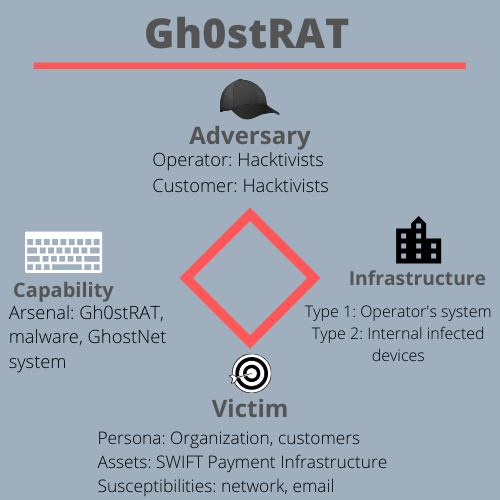 Gh0stRAT
Adversary
Operator: Hacktivists
Customer: Hacktivists
Capability
Arsenal: Gh0stRAT,
malware, GhostNet
system
Infrastructure
Type 1: Operator's system
Type 2: Internal infected
devices
Victim
Persona: Organization, customers
Assets: SWIFT Payment Infrastructure
Susceptibilities: network, email